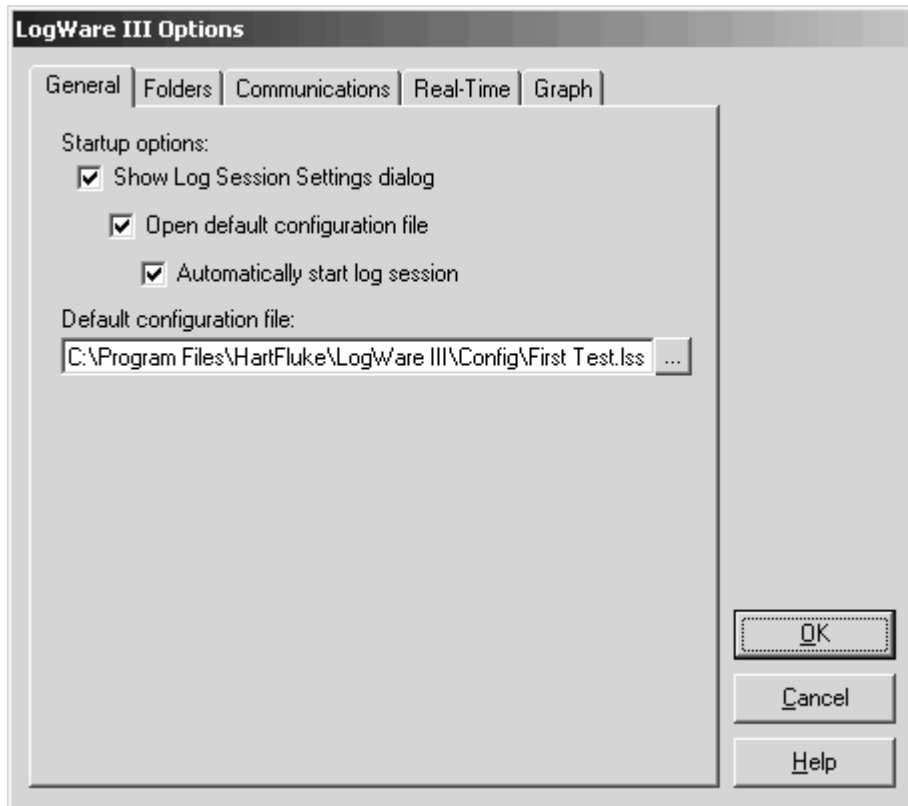 LogWare III Options
General Folders Communications Real-Time Graph
Startup options:
Show Log Session Settings dialog
Open default configuration file
Automatically start log session
Default configuration file:
C:\Program Files\HartFluke\LogWare III\Config\First Test.lss ...
OK
Cancel
Help